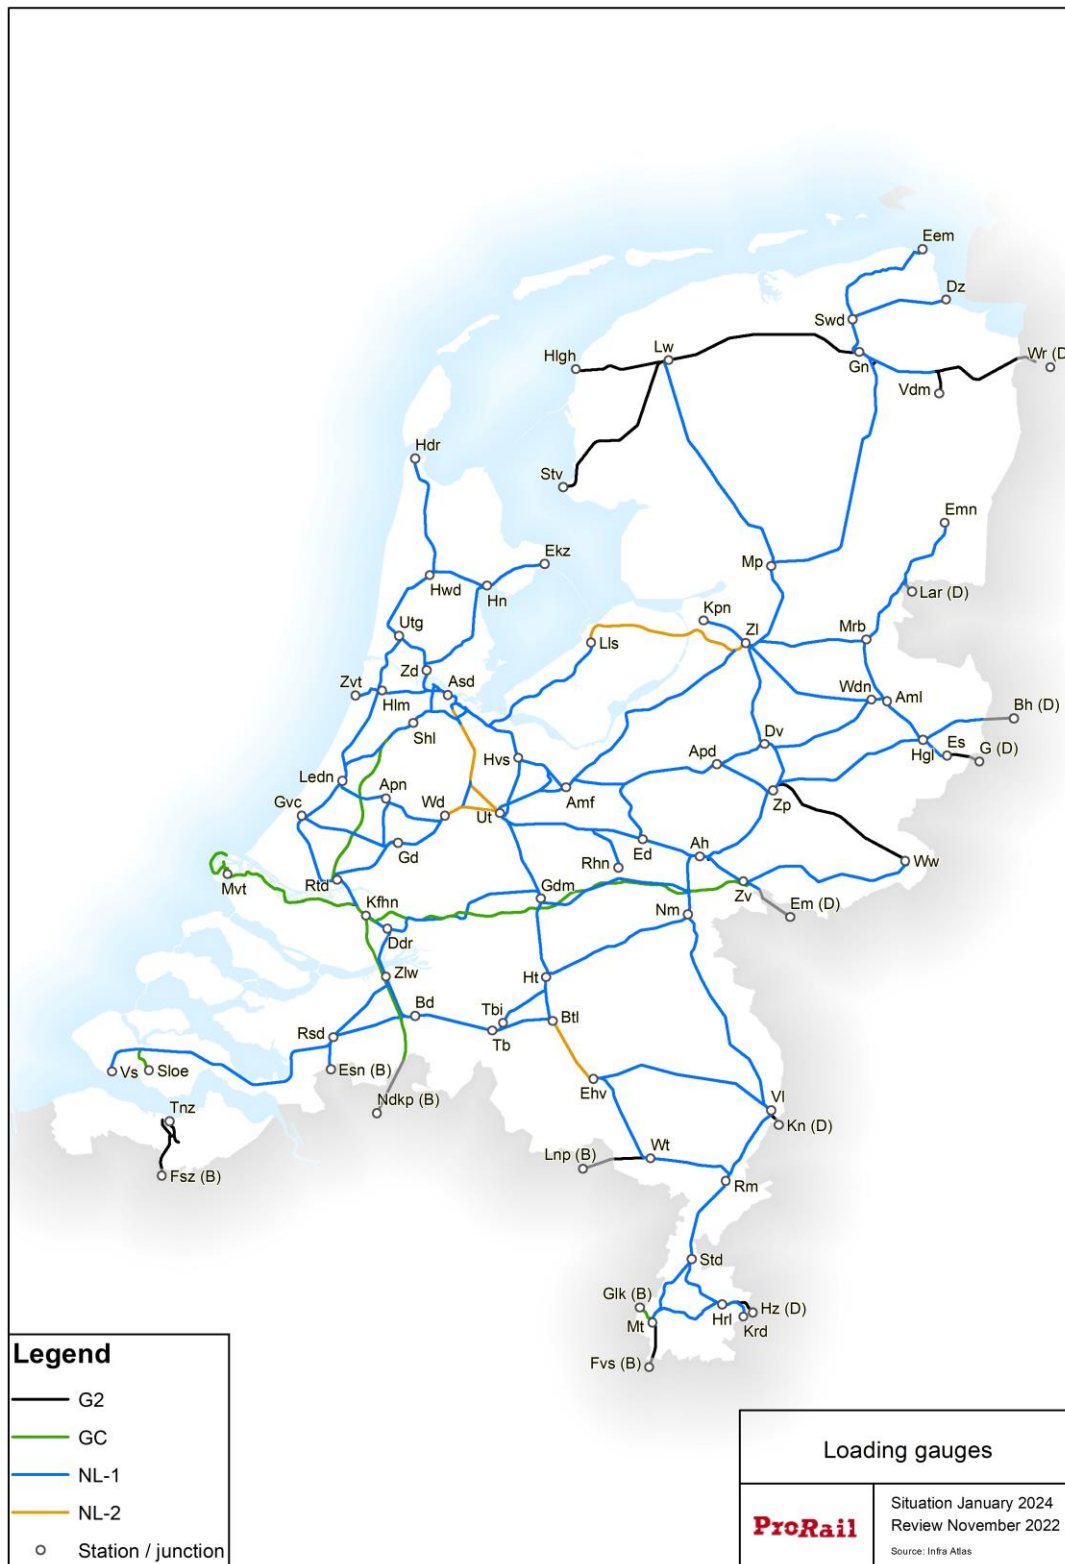 Eem
Dz
Swd
Hlgh
Lw
Gn
Wr (D
Vdm
Hdr
Stv
Emn
Ekz
Mp
Hwd
Hn
Lar (D)
Kpn
Utg
Zl
Mrb
Lls
Zd
Zvt
Asd
Wdn
Hlm
Aml
Bh (D)
Shl
Dv
Hvs
Apd
Hgl
Es
G (D)
Ledn
Apn
Amf
Zp
Gvc
Wd
Ut
Gd
Ed
Ah
Ww
Rhn
Mvt
Rtd
Gdm
Zv
Kfhn
Nm
Em (D)
Ddr
Zlw
Ht
Bd
Tbi
Btl
Rsd
Tb
Vs
Sloe
Esn (B)
Ehv
Ndkp (B)
Tnz
Vl
Kn (D)
Lnp (B)
Wt
Fsz (B)
Rm
Std
Glk (B)
Hz (D)
Mt
Hrl
Krd
Fvs (B)
Legend
G2
GC
NL-1
NL-2
Station / junction
Loading gauges
ProRail
Situation January 2024
Review November 2022
Source: Infra Atlas